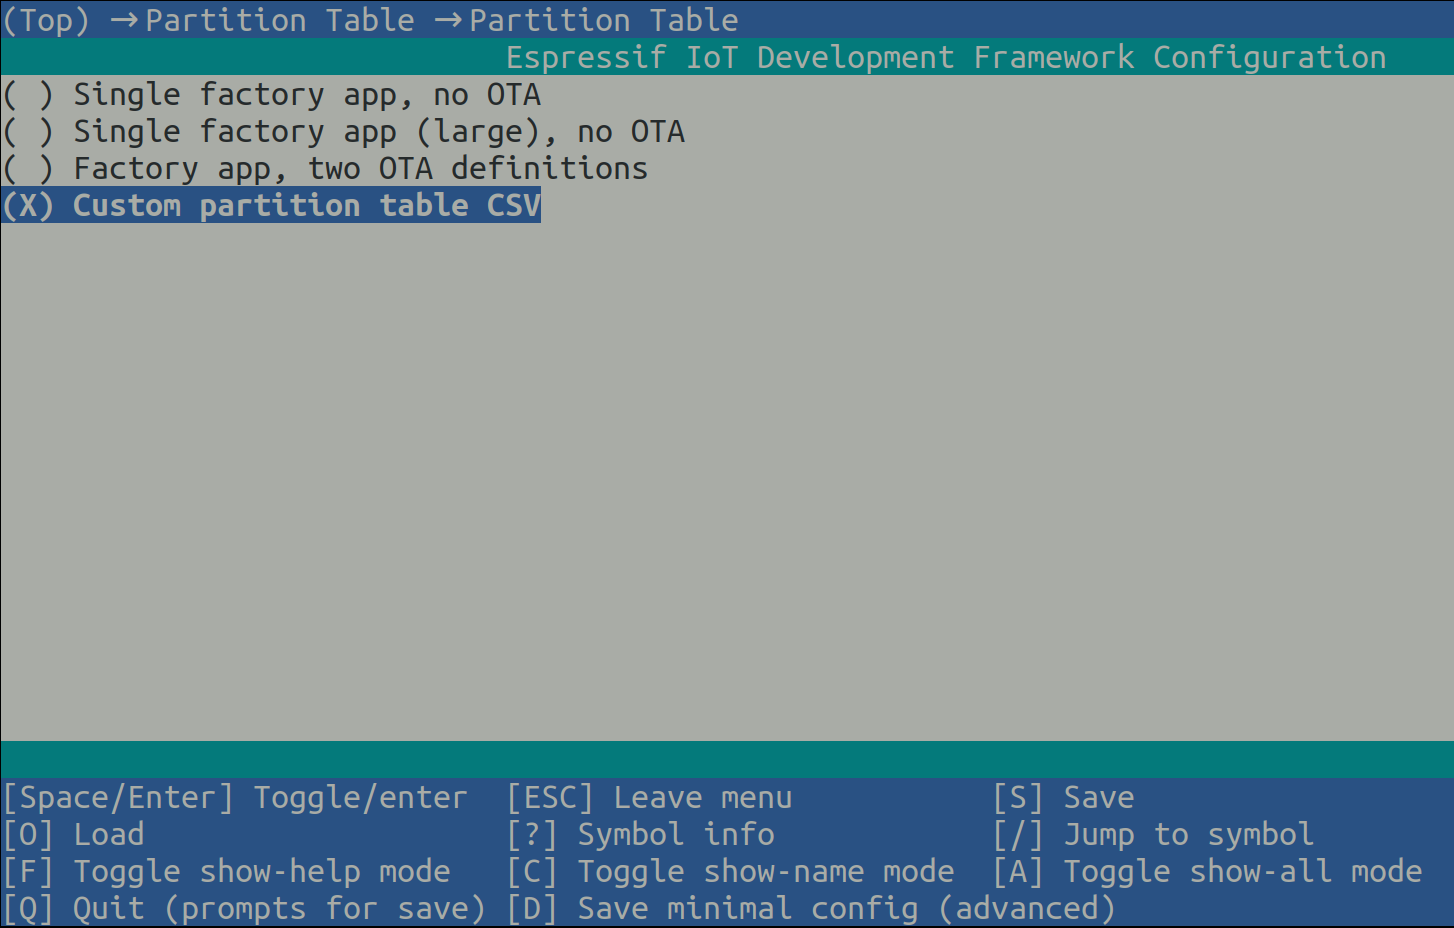 (Top) → Partition Table → Partition Table
Espressif IoT Development Framework Configuration
( ) Single factory app, no OTA
( ) Single factory app (large), no OTA
( ) Factory app, two OTA definitions
(X) Custom partition table CSV
[Space/Enter] Toggle/enter [ESC] Leave menu [S] Save
[O] Load [?] Symbol info [/] Jump to symbol
[F] Toggle show-help mode [C] Toggle show-name mode [A] Toggle show-all mode
[Q] Quit (prompts for save) [D] Save minimal config (advanced)